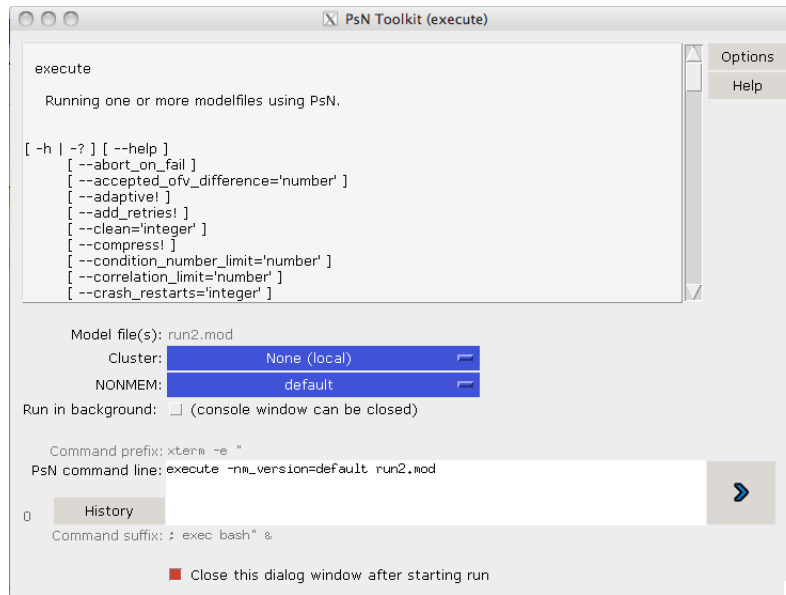 PsN Toolkit (execute)
execute
Running one or more modelfiles using PsN.
[ -h | -? ] [ --help ]
[ --abort_on_fail ]
[ --accepted_ofv_difference='number' ]
[ --adaptive! ]
[ --add_retries! ]
[ --clean='integer' ]
[ --compress! ]
[ --condition_number_limit='number' ]
[ --correlation_limit='number' ]
[ --crash_restarts='integer' ]
Options
Help
Model file(s): run2.mod
Cluster: None (local)
NONMEM: default
Run in background: (console window can be closed)
Command prefix: xterm -e "
PsN command line: execute -nm_version=default run2.mod
0 History
Command suffix: ; exec bash" &
Close this dialog window after starting run